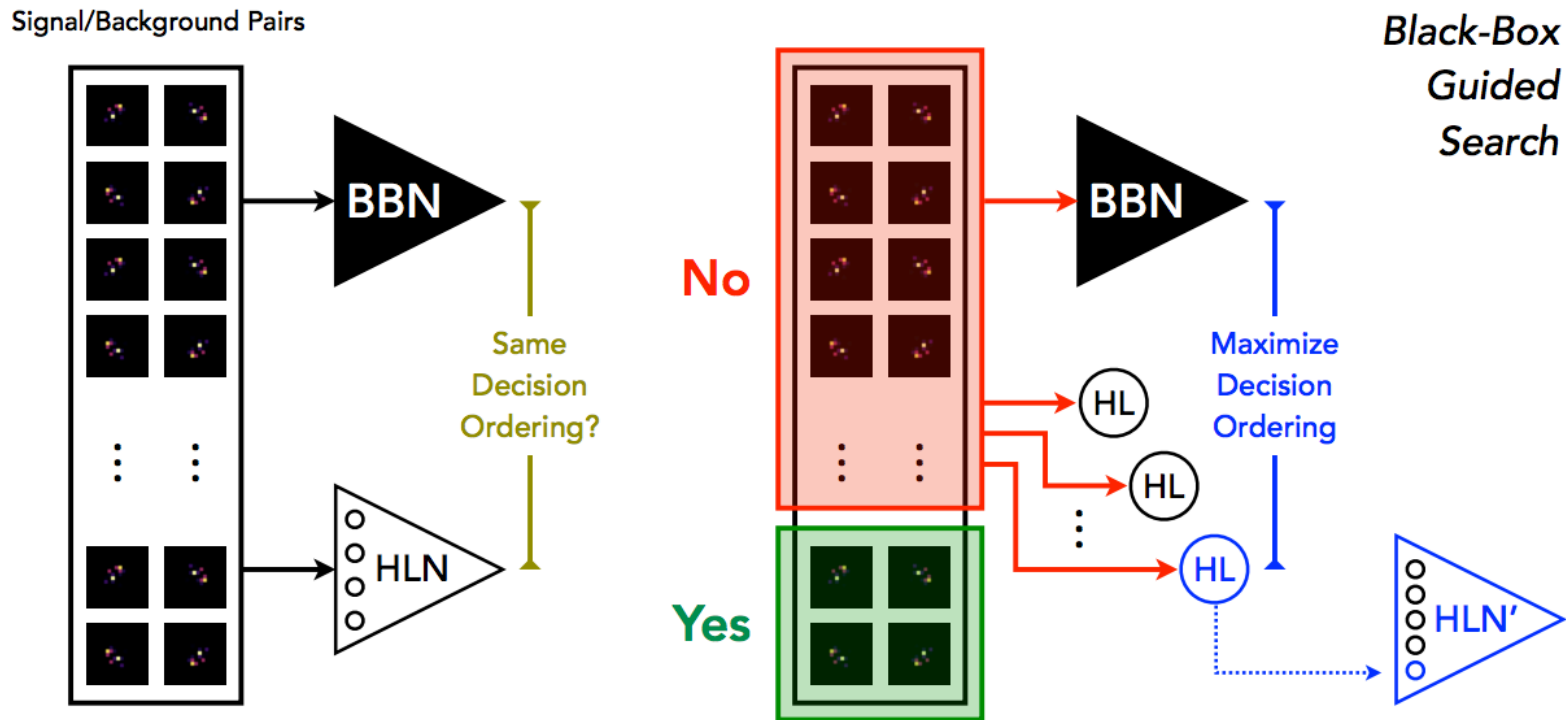 Signal/Background Pairs
BBN
Same
Decision
Ordering?
HLN
No
Yes
BBN
HL
HL
HL
Maximize
Decision
Ordering
HLN'
Black-Box
Guided
Search